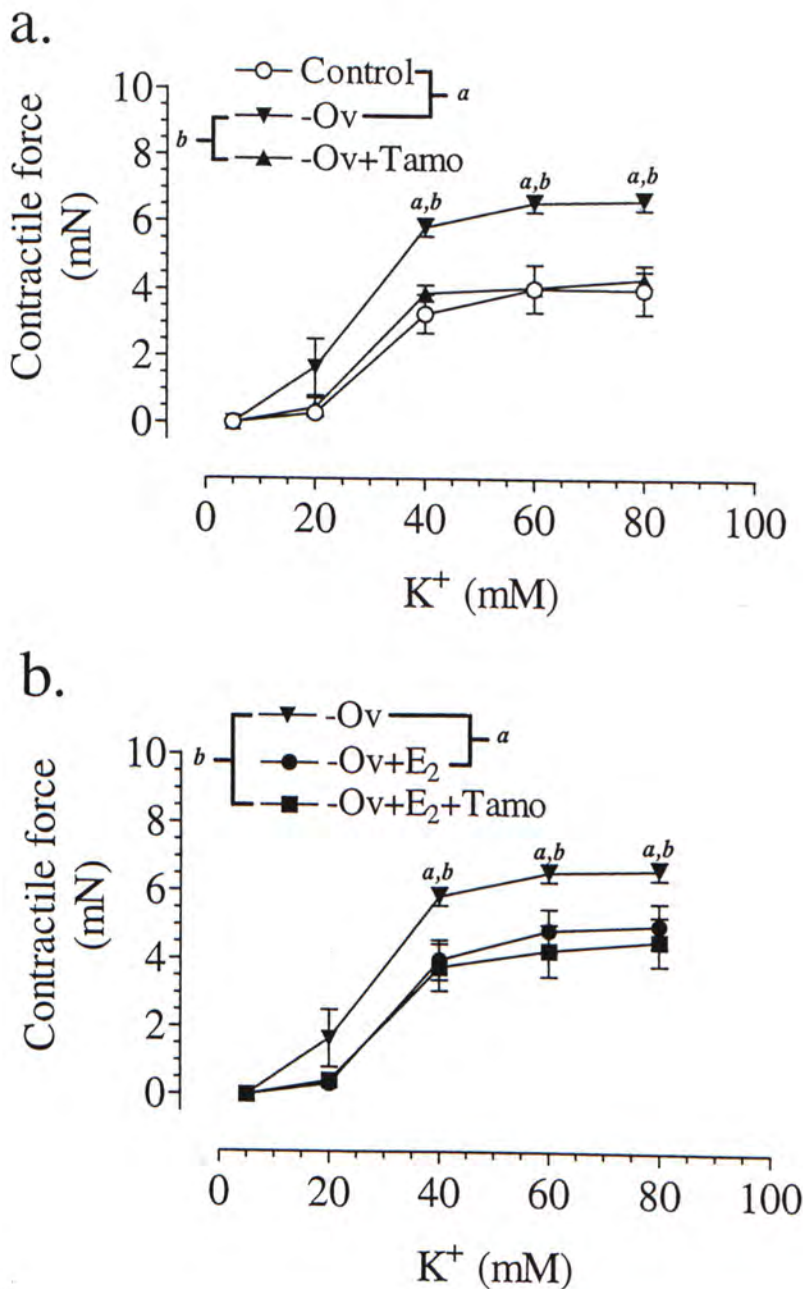 a.
Control
a
-Ov
b
-Ov+Tamo
Contractile force
(mN)
10
8
6
4
2
0
a,b
a,b
a,b
0 20 40 60 80 100
K⁺ (mM)
b.
-Ov
a
b
-Ov+E₂
-Ov+E₂+Tamo
Contractile force
(mN)
10
8
6
4
2
0
a,b
a,b
a,b
0 20 40 60 80 100
K⁺ (mM)